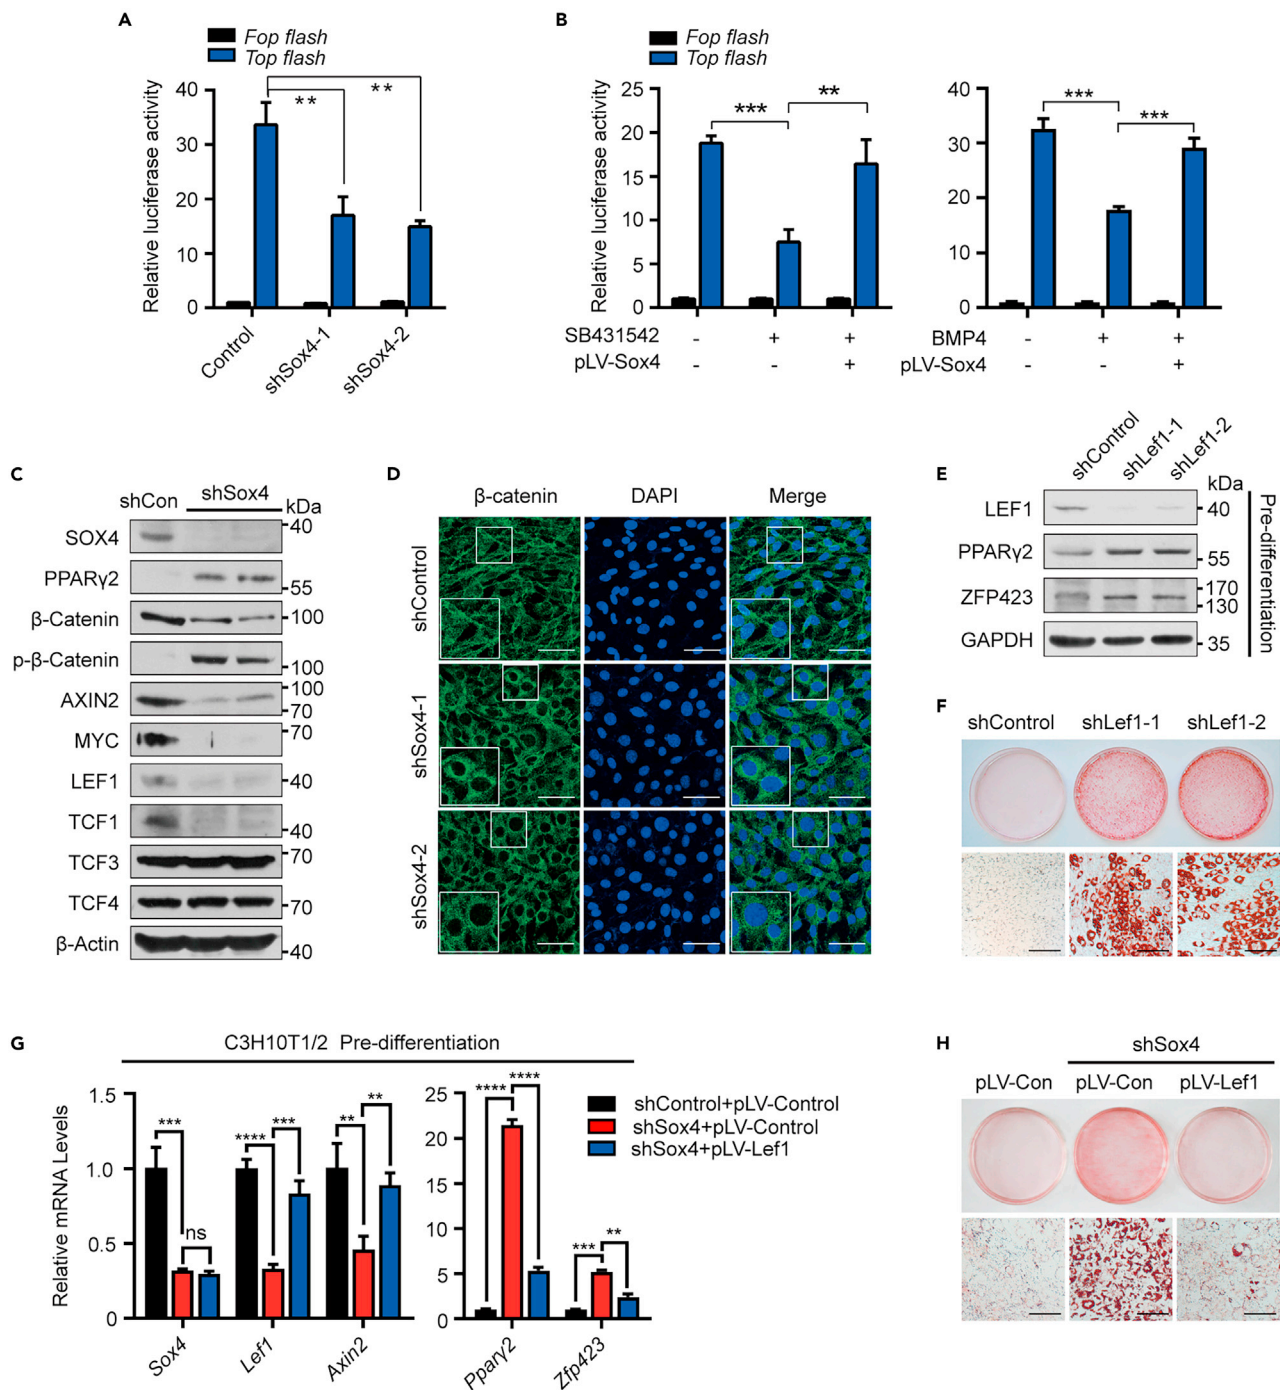 A
Fop flash
Top flash
Relative luciferase activity
40
30
20
10
0
**
**
Control
shSox4-1
shSox4-2
B
Fop flash
Top flash
Relative luciferase activity
25
20
15
10
5
0
***
**
SB431542 - + +
pLV-Sox4 - - +
40
30
20
10
0
***
***
BMP4 - + +
pLV-Sox4 - - +
C
shCon shSox4 kDa
SOX4 40
PPARγ2 55
β-Catenin 100
p-β-Catenin 100
AXIN2 100
70
MYC 70
LEF1 40
TCF1 40
TCF3 70
TCF4 70
β-Actin 40
D
β-catenin DAPI Merge
shControl
shSox4-1
shSox4-2
E
shControl shLef1-1 shLef1-2
kDa
LEF1 40
PPARγ2 55
ZFP423 170
130
GAPDH 35
Pre-differentiation
F
shControl shLef1-1 shLef1-2
G
C3H10T1/2 Pre-differentiation
Relative mRNA Levels
1.5
1.0
0.5
0
***
ns
****
***
**
**
Sox4
Lef1
Axin2
25
20
15
10
5
0
****
****
***
**
Pparγ2
Zfp423
shControl+pLV-Control
shSox4+pLV-Control
shSox4+pLV-Lef1
H
shSox4
pLV-Con pLV-Con pLV-Lef1